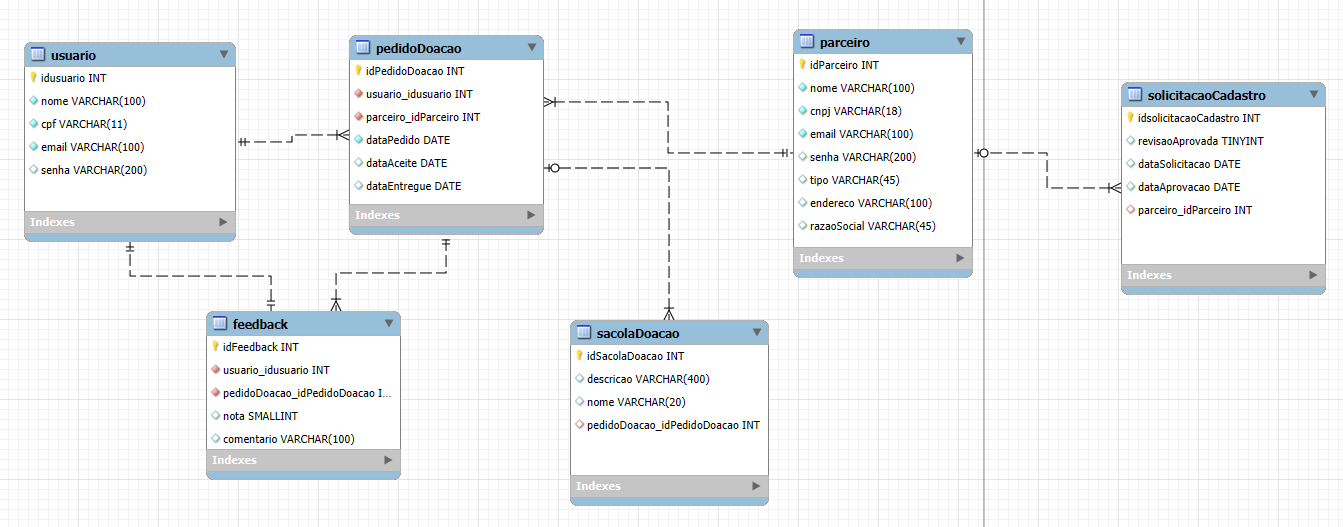 usuario
idusuario INT
nome VARCHAR(100)
cpf VARCHAR(11)
email VARCHAR(100)
senha VARCHAR(200)
Indexes
pedidoDoacao
idPedidoDoacao INT
usuario_idusuario INT
parceiro_idParceiro INT
dataPedido DATE
dataAceite DATE
dataEntregue DATE
Indexes
parceiro
idParceiro INT
nome VARCHAR(100)
cnpj VARCHAR(18)
email VARCHAR(100)
senha VARCHAR(200)
tipo VARCHAR(45)
endereco VARCHAR(100)
razaoSocial VARCHAR(45)
Indexes
solicitacaoCadastro
idsolicitacaoCadastro INT
revisaoAprovada TINYINT
dataSolicitacao DATE
dataAprovacao DATE
parceiro_idParceiro INT
Indexes
feedback
idFeedback INT
usuario_idusuario INT
pedidoDoacao_idPedidoDoacao I...
nota SMALLINT
comentario VARCHAR(100)
Indexes
sacolaDoacao
idSacolaDoacao INT
descricao VARCHAR(400)
nome VARCHAR(20)
pedidoDoacao_idPedidoDoacao INT
Indexes